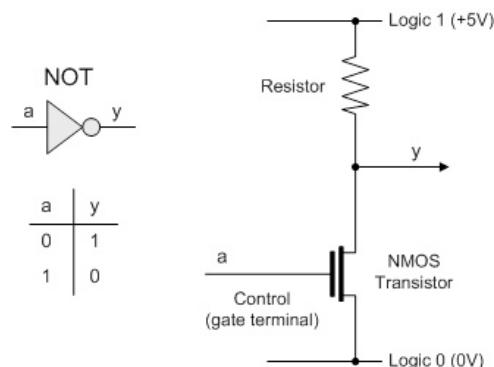 NOT
a y
a y
0 1
1 0
Logic 1 (+5V)
Resistor
y
a
Control
(gate terminal)
NMOS
Transistor
Logic 0 (0V)